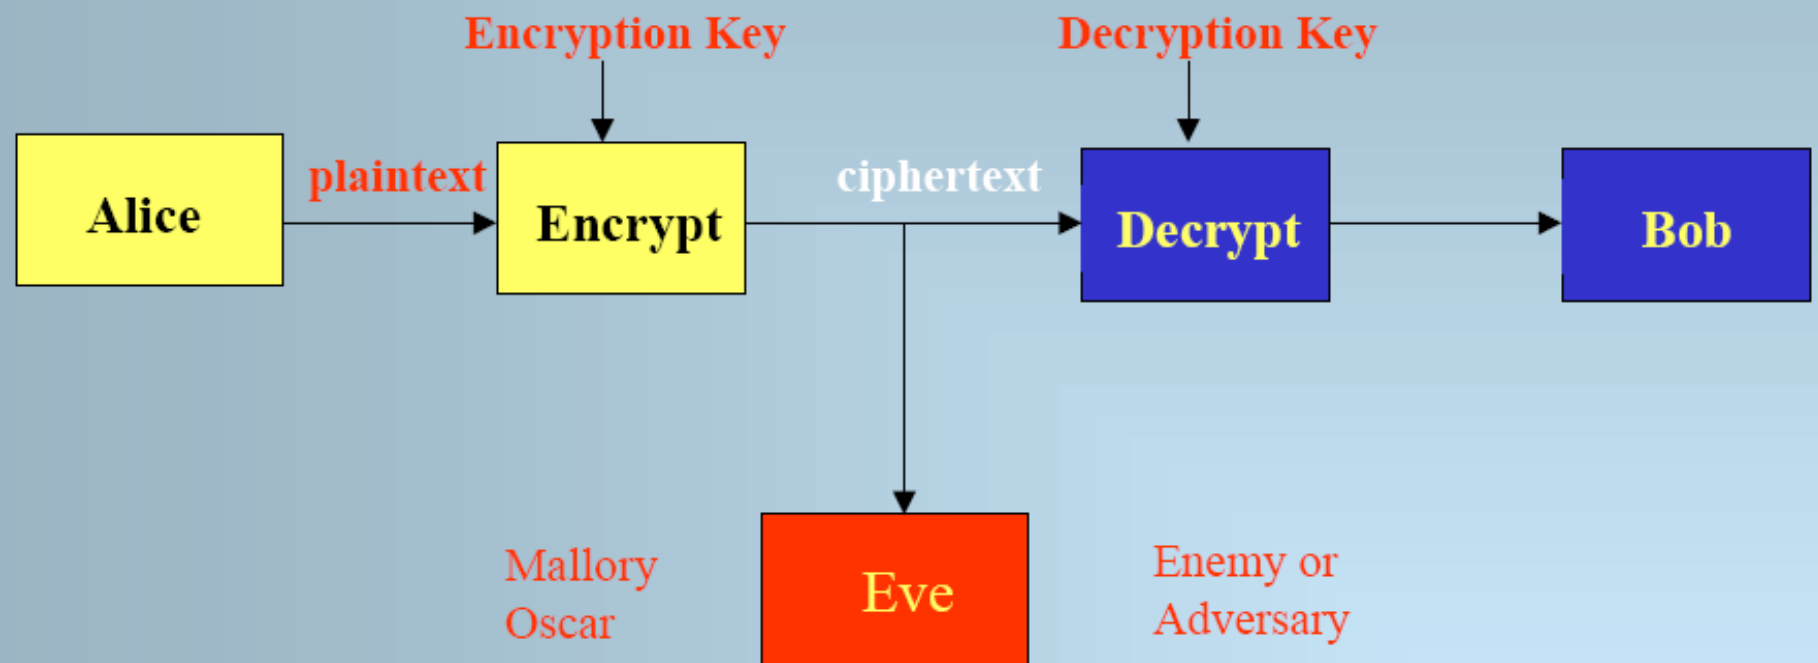 Encryption Key
Decryption Key
Alice
plaintext
Encrypt
ciphertext
Decrypt
Bob
Mallory
Oscar
Eve
Enemy or
Adversary